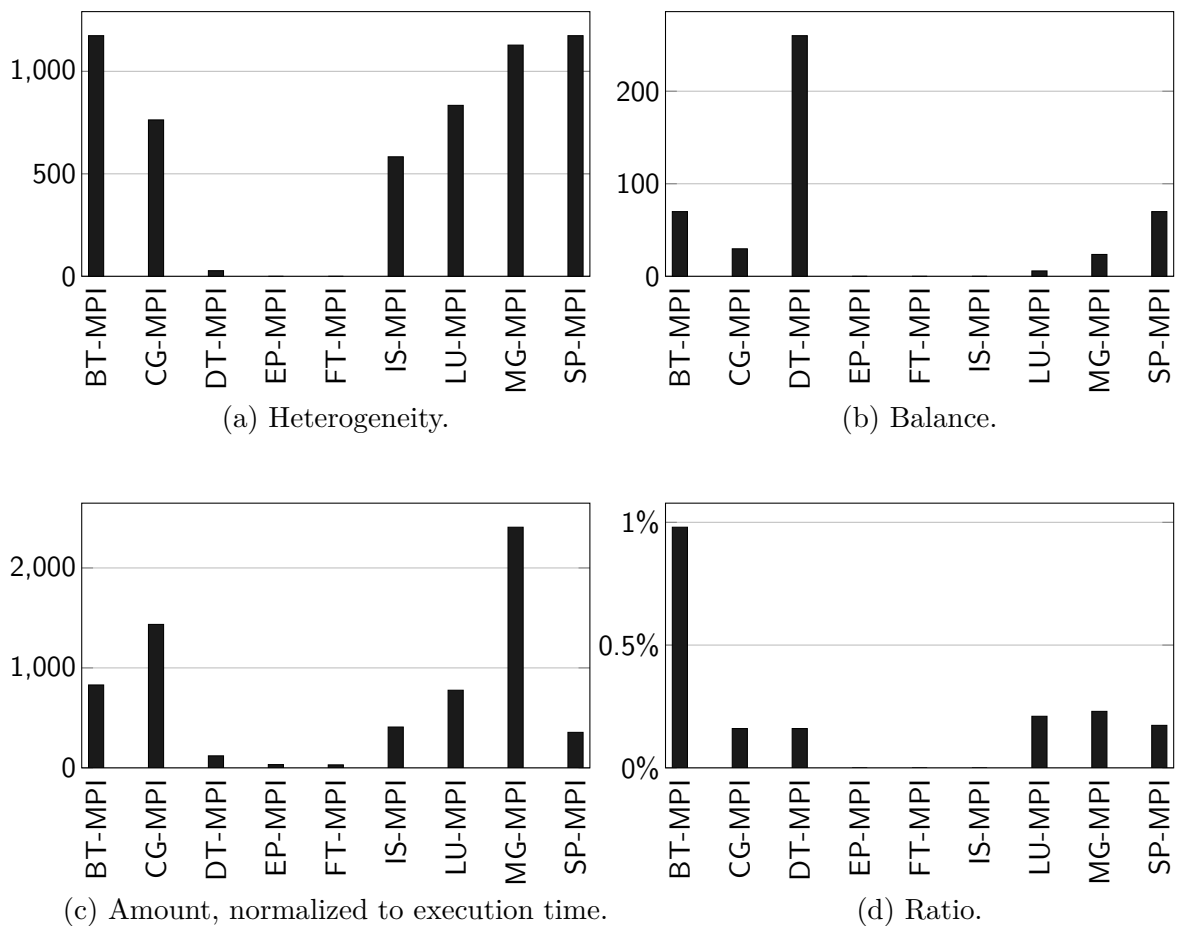 1,000
500
0
BT-MPI
CG-MPI
DT-MPI
EP-MPI
FT-MPI
IS-MPI
LU-MPI
MG-MPI
SP-MPI
(a) Heterogeneity.
200
100
0
BT-MPI
CG-MPI
DT-MPI
EP-MPI
FT-MPI
IS-MPI
LU-MPI
MG-MPI
SP-MPI
(b) Balance.
2,000
1,000
0
BT-MPI
CG-MPI
DT-MPI
EP-MPI
FT-MPI
IS-MPI
LU-MPI
MG-MPI
SP-MPI
(c) Amount, normalized to execution time.
1%
0.5%
0%
BT-MPI
CG-MPI
DT-MPI
EP-MPI
FT-MPI
IS-MPI
LU-MPI
MG-MPI
SP-MPI
(d) Ratio.